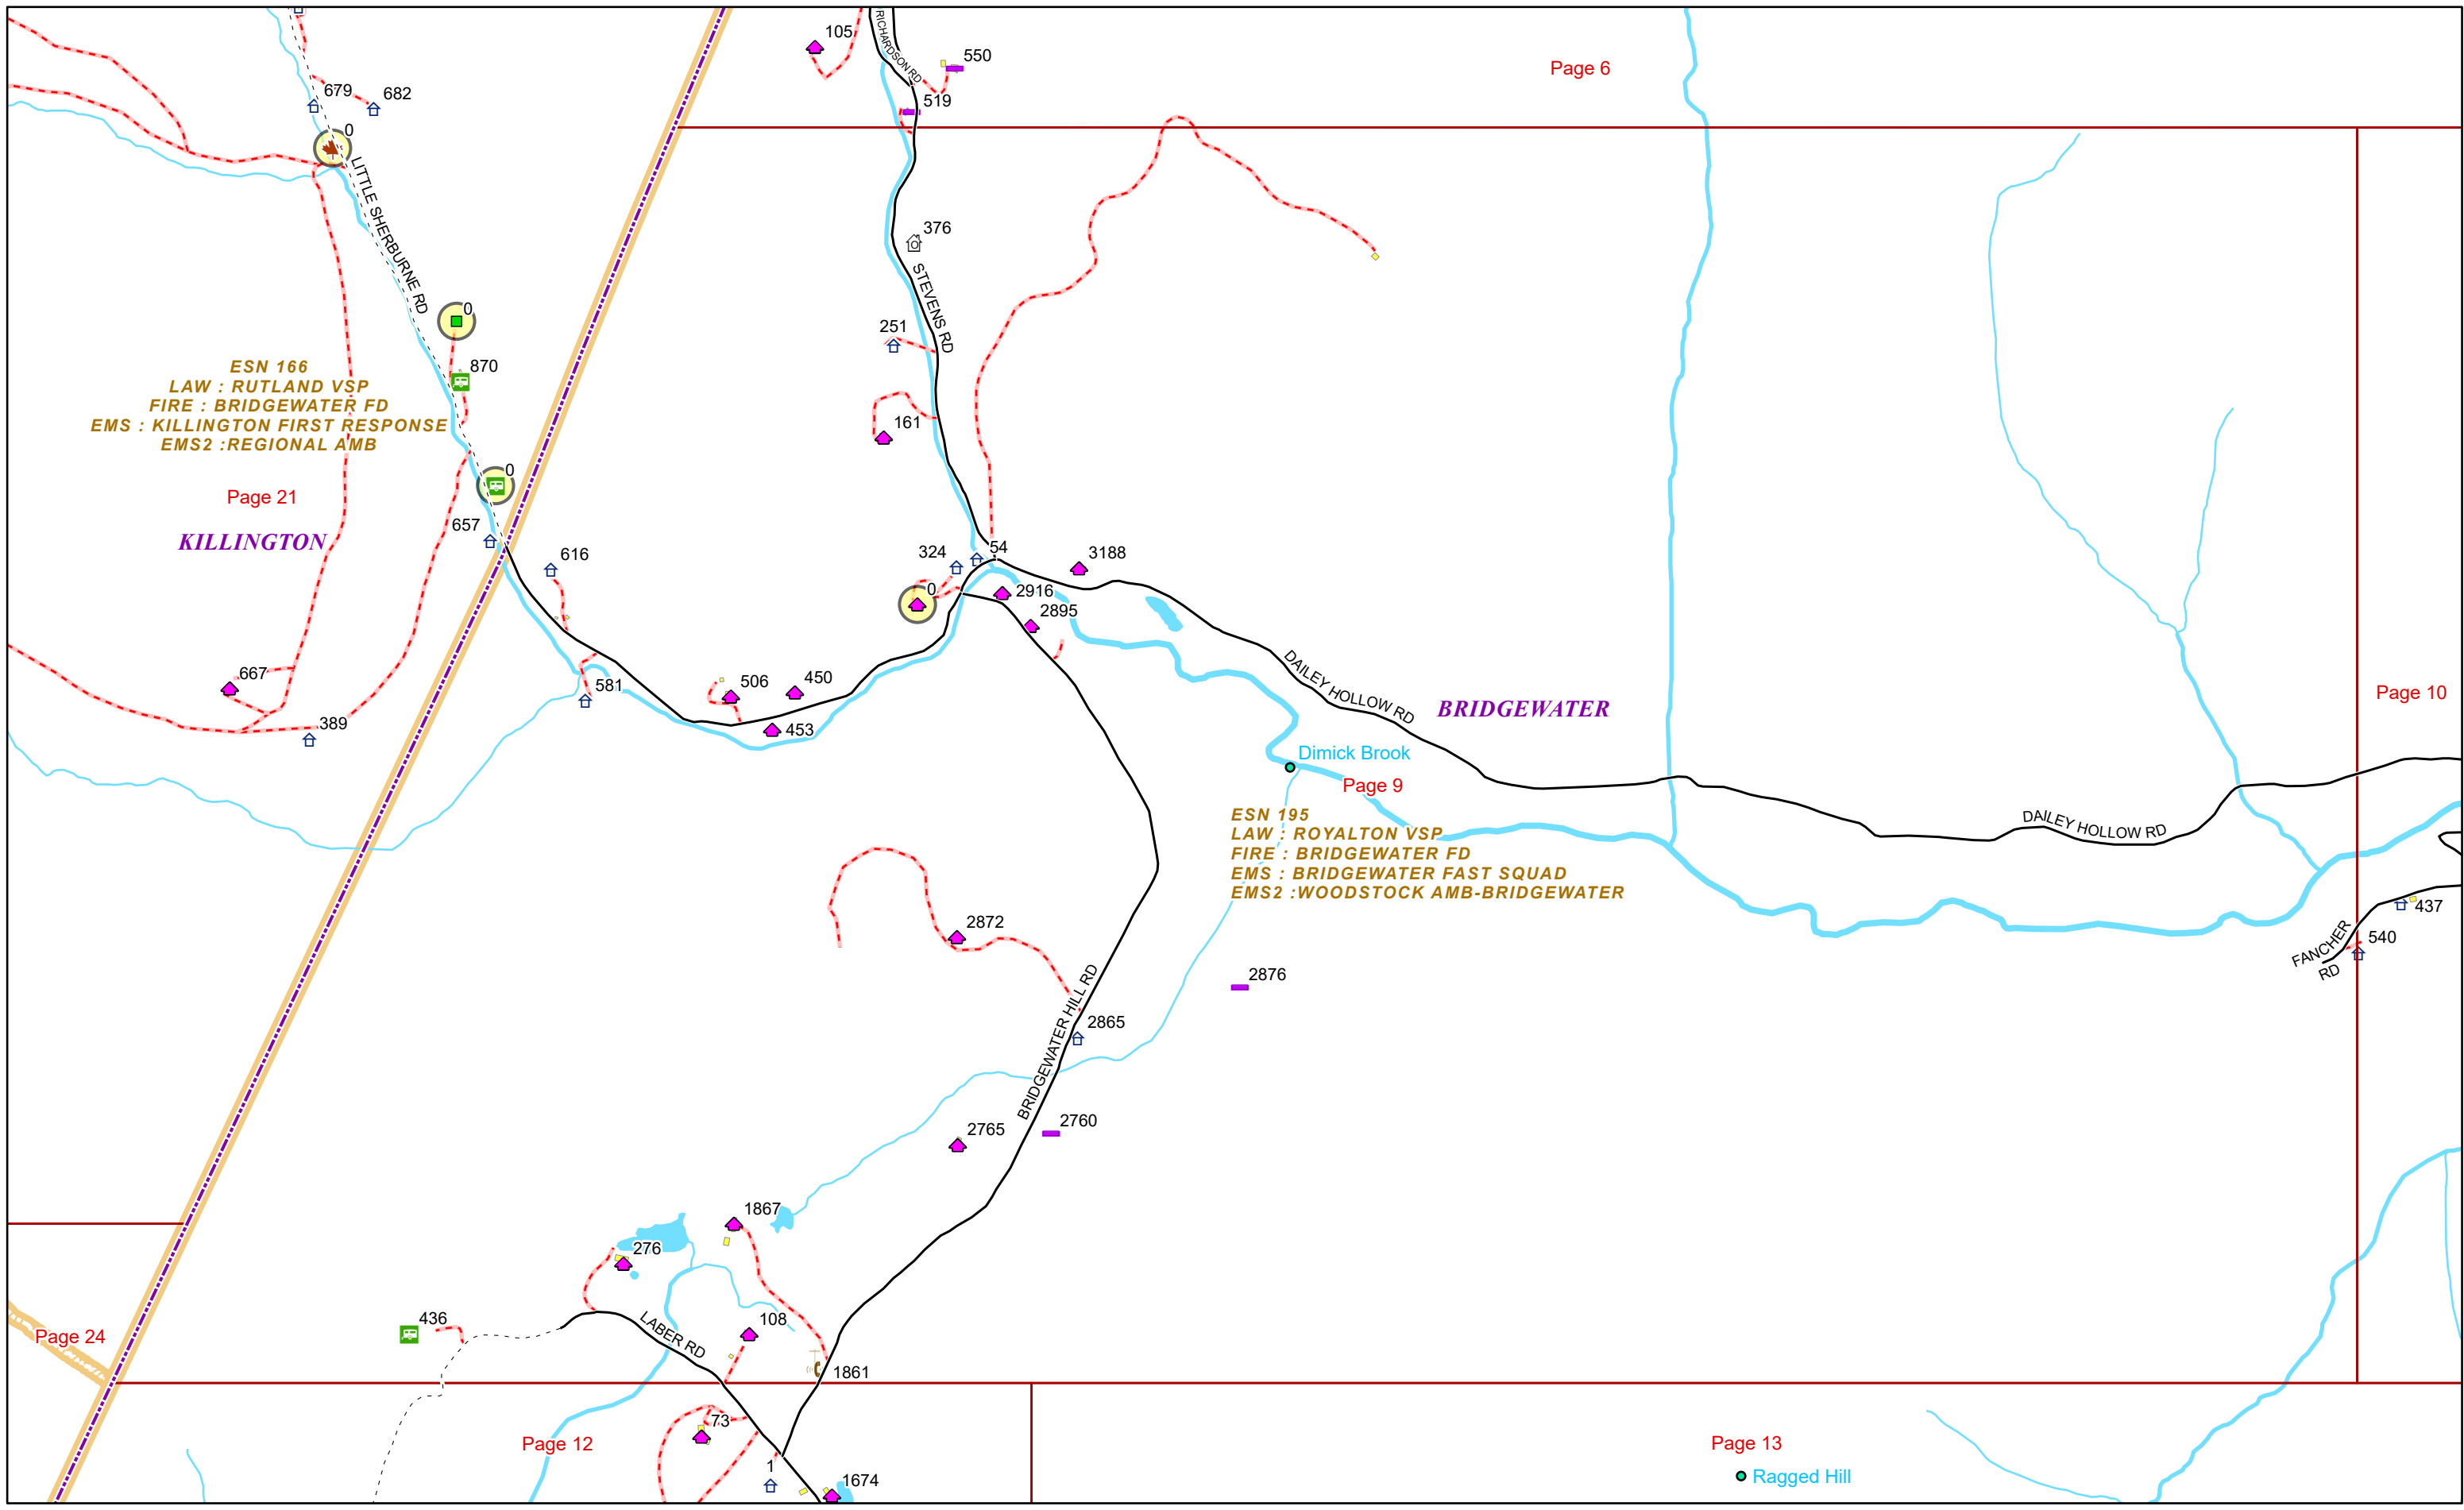 105
RICHARDSON RD
550
Page 6
679
682
519
0
LITTLE SHERBURNE RD
376
STEVENS RD
0
251
870
ESN 166
LAW : RUTLAND VSP
FIRE : BRIDGEWATER FD
EMS : KILLINGTON FIRST RESPONSE
EMS2 :REGIONAL AMB
161
0
Page 21
657
KILLINGTON
616
324
54
3188
0
2916
2895
667
581
506
450
DAILEY HOLLOW RD
BRIDGEWATER
Page 10
389
453
Dimick Brook
Page 9
ESN 195
LAW : ROYALTON VSP
FIRE : BRIDGEWATER FD
EMS : BRIDGEWATER FAST SQUAD
EMS2 :WOODSTOCK AMB-BRIDGEWATER
DAILEY HOLLOW RD
437
2872
540
FANCHER
RD
2876
BRIDGEWATER HILL RD
2865
2765
2760
1867
276
436
108
LABER RD
Page 24
1861
73
Page 12
Page 13
1
1674
Ragged Hill